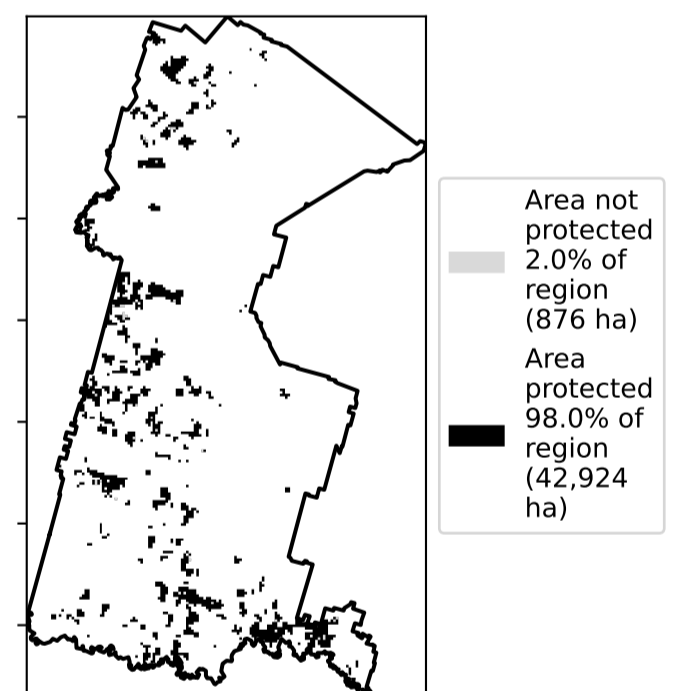 Area not
protected
2.0% of
region
(876 ha)
Area
protected
98.0% of
region
(42,924
ha)